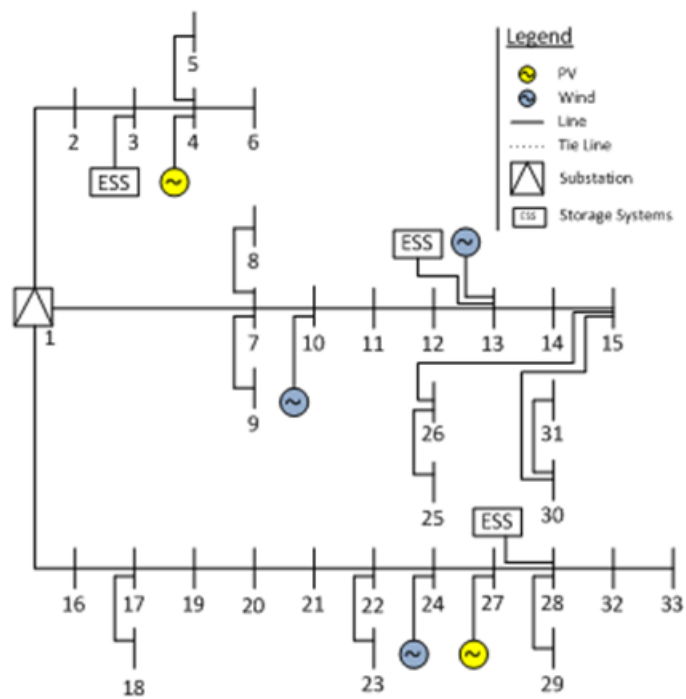 Legend
PV
Wind
Line
Tie Line
Substation
ESS Storage Systems
5
2 3 4 6
ESS ~
8
ESS ~
1
7 10 11 12 13 14 15
~
9
26 31
25 30
ESS
16 17 19 20 21 22 24 27 28 32 33
~ ~
18 23 29